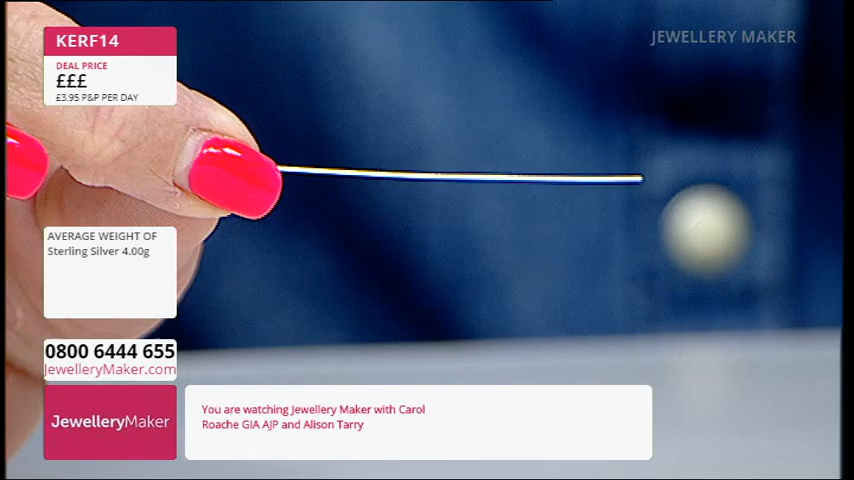 KERF14
DEAL PRICE
£££
£3.95 P&P PER DAY
JEWELLERY MAKER
AVERAGE WEIGHT OF
Sterling Silver 4.00g
0800 6444 655
JewelleryMaker.com
JewelleryMaker
You are watching Jewellery Maker with Carol
Roache GIA AJP and Alison Tarry